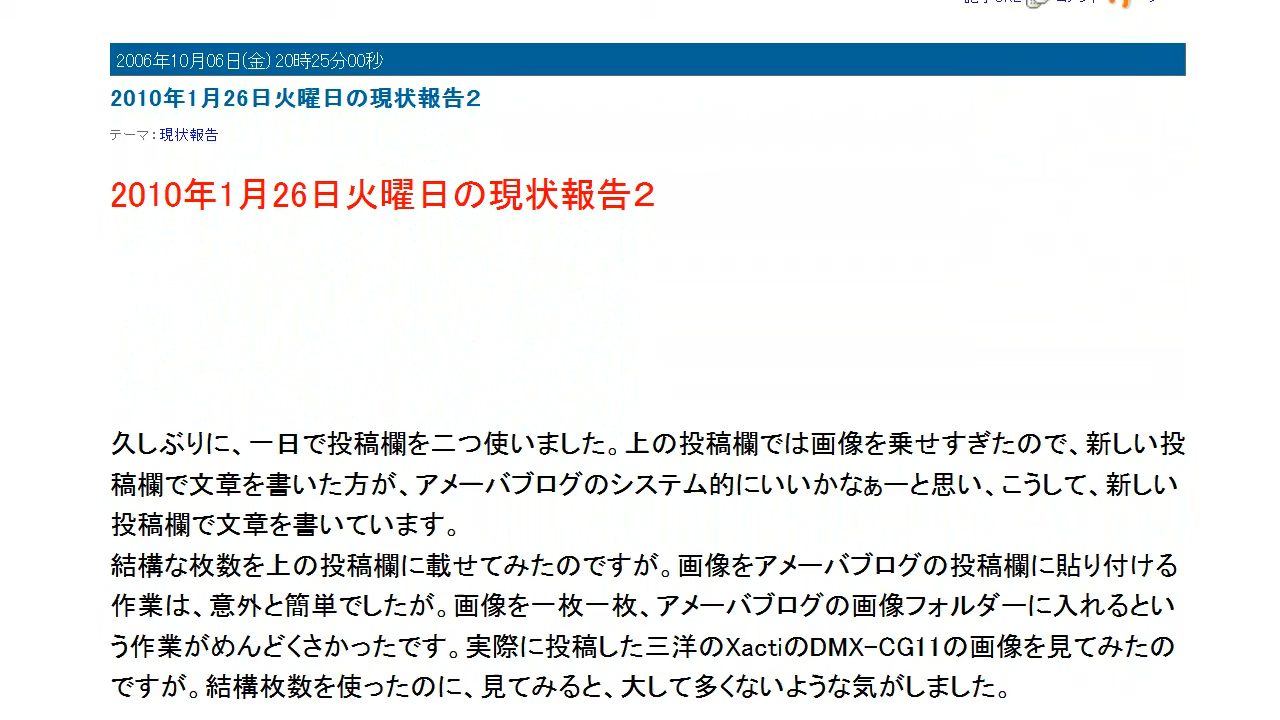 2006年10月06日(金) 20時25分00秒
2010年1月26日火曜日の現状報告２
テーマ：現状報告
2010年1月26日火曜日の現状報告２
久しぶりに、一日で投稿欄を二つ使いました。上の投稿欄では画像を乗せすぎたので、新しい投
稿欄で文章を書いた方が、アメーバブログのシステム的にいいかなぁーと思い、こうして、新しい
投稿欄で文章を書いています。
結構な枚数を上の投稿欄に載せてみたのですが。画像をアメーバブログの投稿欄に貼り付ける
作業は、意外と簡単でしたが。画像を一枚一枚、アメーバブログの画像フォルダーに入れるとい
う作業がめんどくさかったです。実際に投稿した三洋のXactiのDMX-CG11の画像を見てみたの
ですが。結構枚数を使ったのに、見てみると、大して多くないような気がしました。